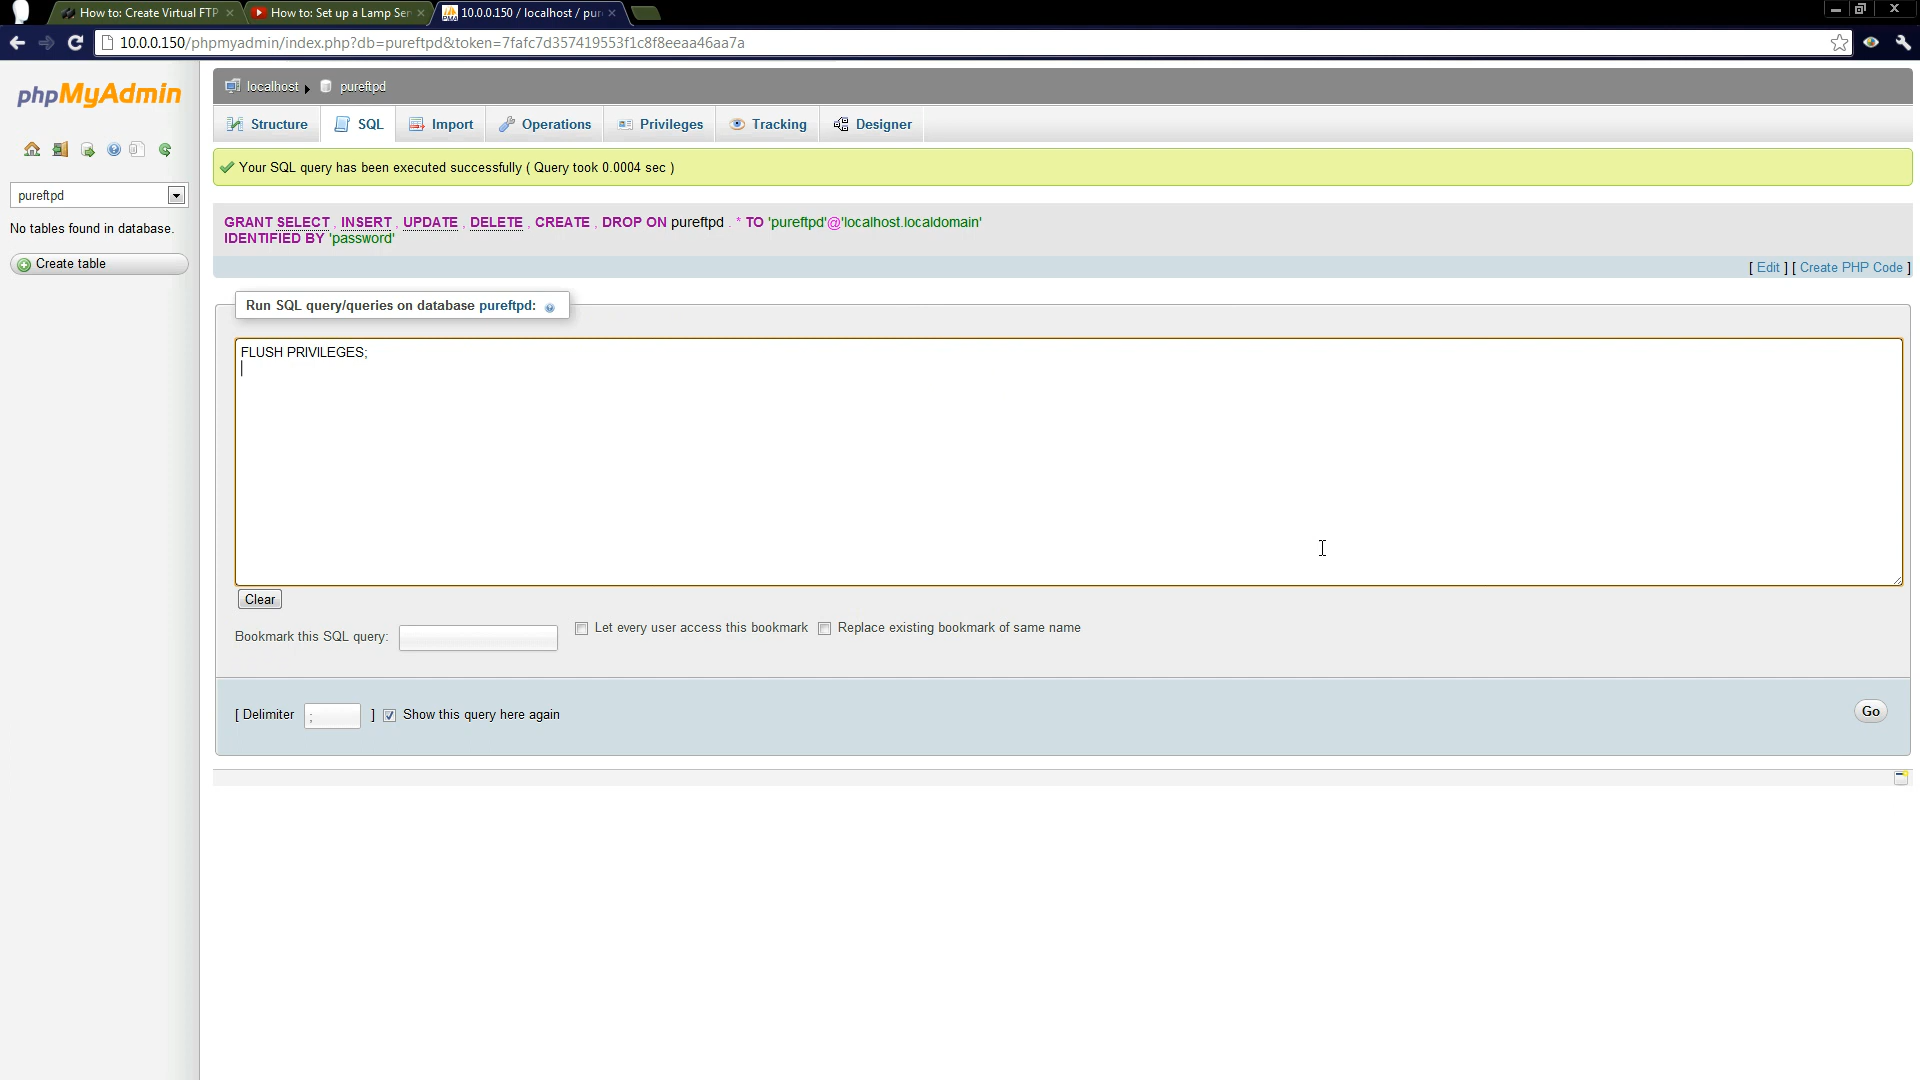 How to: Create Virtual FTP
How to: Set up a Lamp Ser
10.0.0.150 / localhost / pur
10.0.0.150/phpmyadmin/index.php?db=pureftpd&token=7fafc7d357419553f1c8f8eeaa46aa7a
phpMyAdmin
pureftpd
No tables found in database.
Create table
localhost
pureftpd
Structure
SQL
Import
Operations
Privileges
Tracking
Designer
Your SQL query has been executed successfully ( Query took 0.0004 sec )
GRANT SELECT , INSERT , UPDATE , DELETE , CREATE , DROP ON pureftpd . * TO 'pureftpd'@'localhost.localdomain'
IDENTIFIED BY 'password'
[ Edit ] [ Create PHP Code ]
Run SQL query/queries on database pureftpd:
FLUSH PRIVILEGES;
Clear
Bookmark this SQL query:
Let every user access this bookmark
Replace existing bookmark of same name
[ Delimiter ; ] Show this query here again
Go